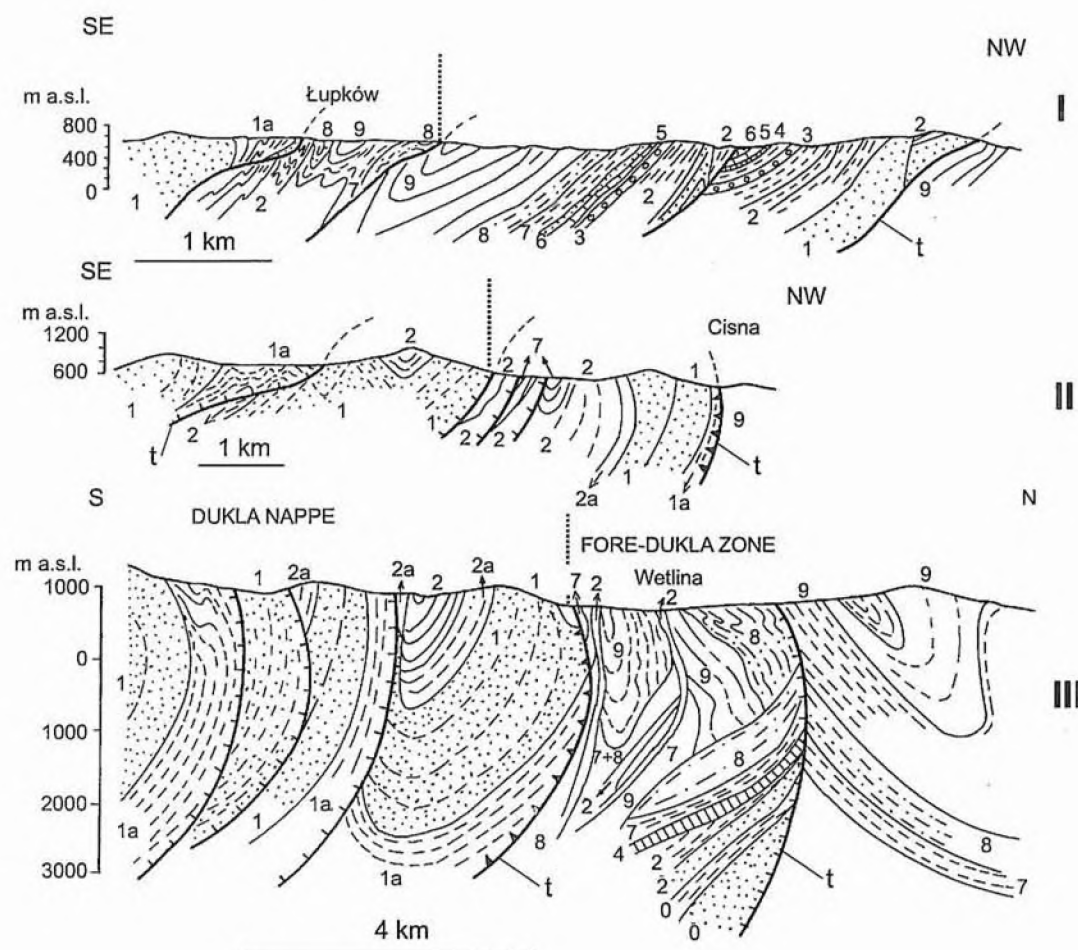 SE NW
m a.s.l. Łupków I
1a 8 9 8 5 2 6 5 4 3 2
800
400
0
1 2 9 8 7 6 3 2 2 1 9 t
1 km
SE NW
m a.s.l. Cisna
1a 2 2 7 2 1
1200
600
1 2 1 1 2 2 2 2a 1 1a 9 II
t t
1 km
S N
DUKLA NAPPE FORE-DUKLA ZONE
m a.s.l. Wetlina
1 2a 2a 2 2a 1 7 2 2 9 9
1000
0
1 1 9 9 8 III
1000
7+8 7 8
2000
1a 1 1a 8 2 9 8
3000
1a t 7 4 2 2 0 0 t 7
4 km